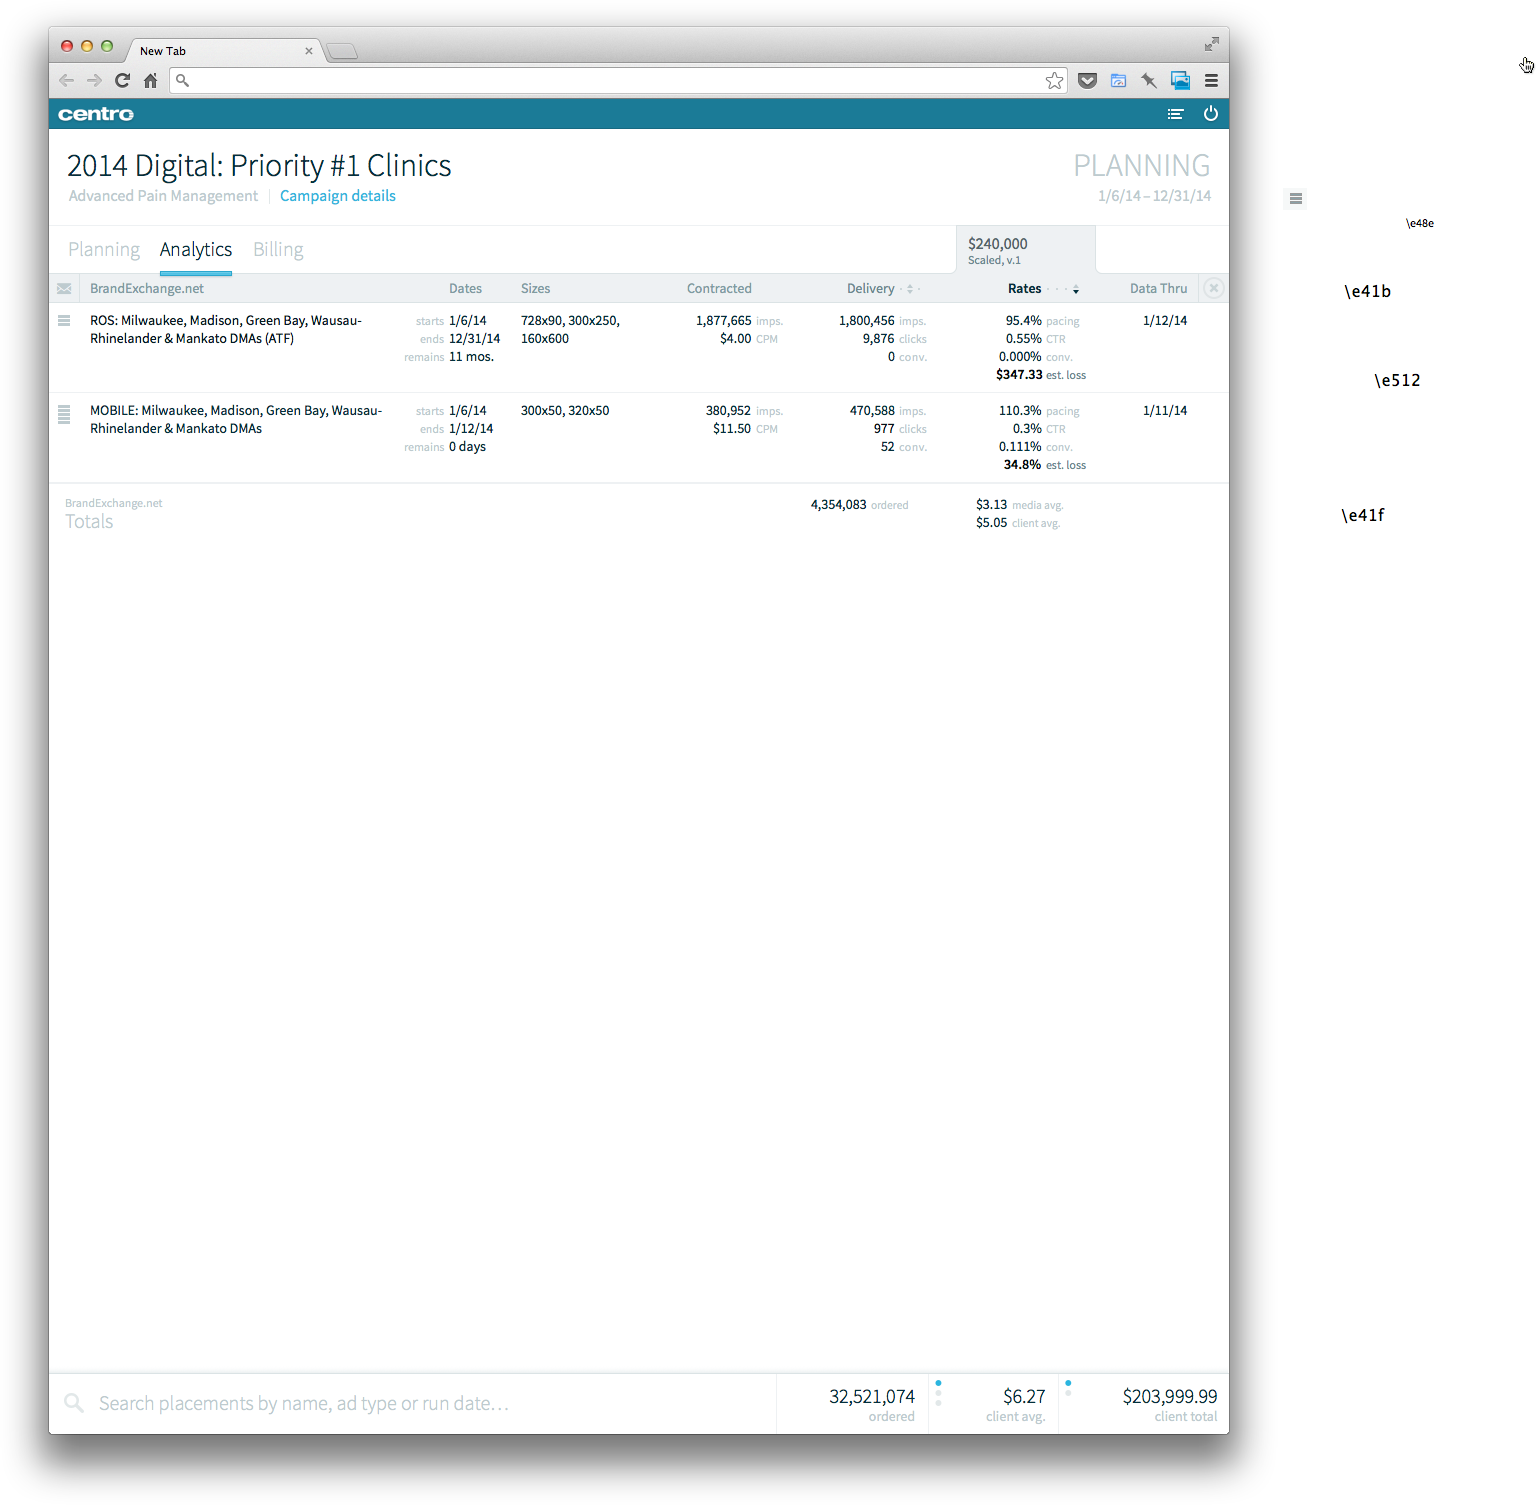 New Tab
centro
2014 Digital: Priority #1 Clinics
PLANNING
Advanced Pain Management
Campaign details
1/6/14 – 12/31/14
\e48e
Planning
Analytics
Billing
$240,000
Scaled, v.1
BrandExchange.net
Dates
Sizes
Contracted
Delivery
Rates
Data Thru
\e41b
ROS: Milwaukee, Madison, Green Bay, Wausau-
Rhinelander & Mankato DMAs (ATF)
starts 1/6/14
ends 12/31/14
remains 11 mos.
728x90, 300x250,
160x600
1,877,665 imps.
$4.00 CPM
1,800,456 imps.
9,876 clicks
0 conv.
95.4% pacing
0.55% CTR
0.000% conv.
$347.33 est. loss
1/12/14
\e512
MOBILE: Milwaukee, Madison, Green Bay, Wausau-
Rhinelander & Mankato DMAs
starts 1/6/14
ends 1/12/14
remains 0 days
300x50, 320x50
380,952 imps.
$11.50 CPM
470,588 imps.
977 clicks
52 conv.
110.3% pacing
0.3% CTR
0.111% conv.
34.8% est. loss
1/11/14
BrandExchange.net
Totals
4,354,083 ordered
$3.13 media avg.
$5.05 client avg.
\e41f
Search placements by name, ad type or run date…
32,521,074
ordered
$6.27
client avg.
$203,999.99
client total